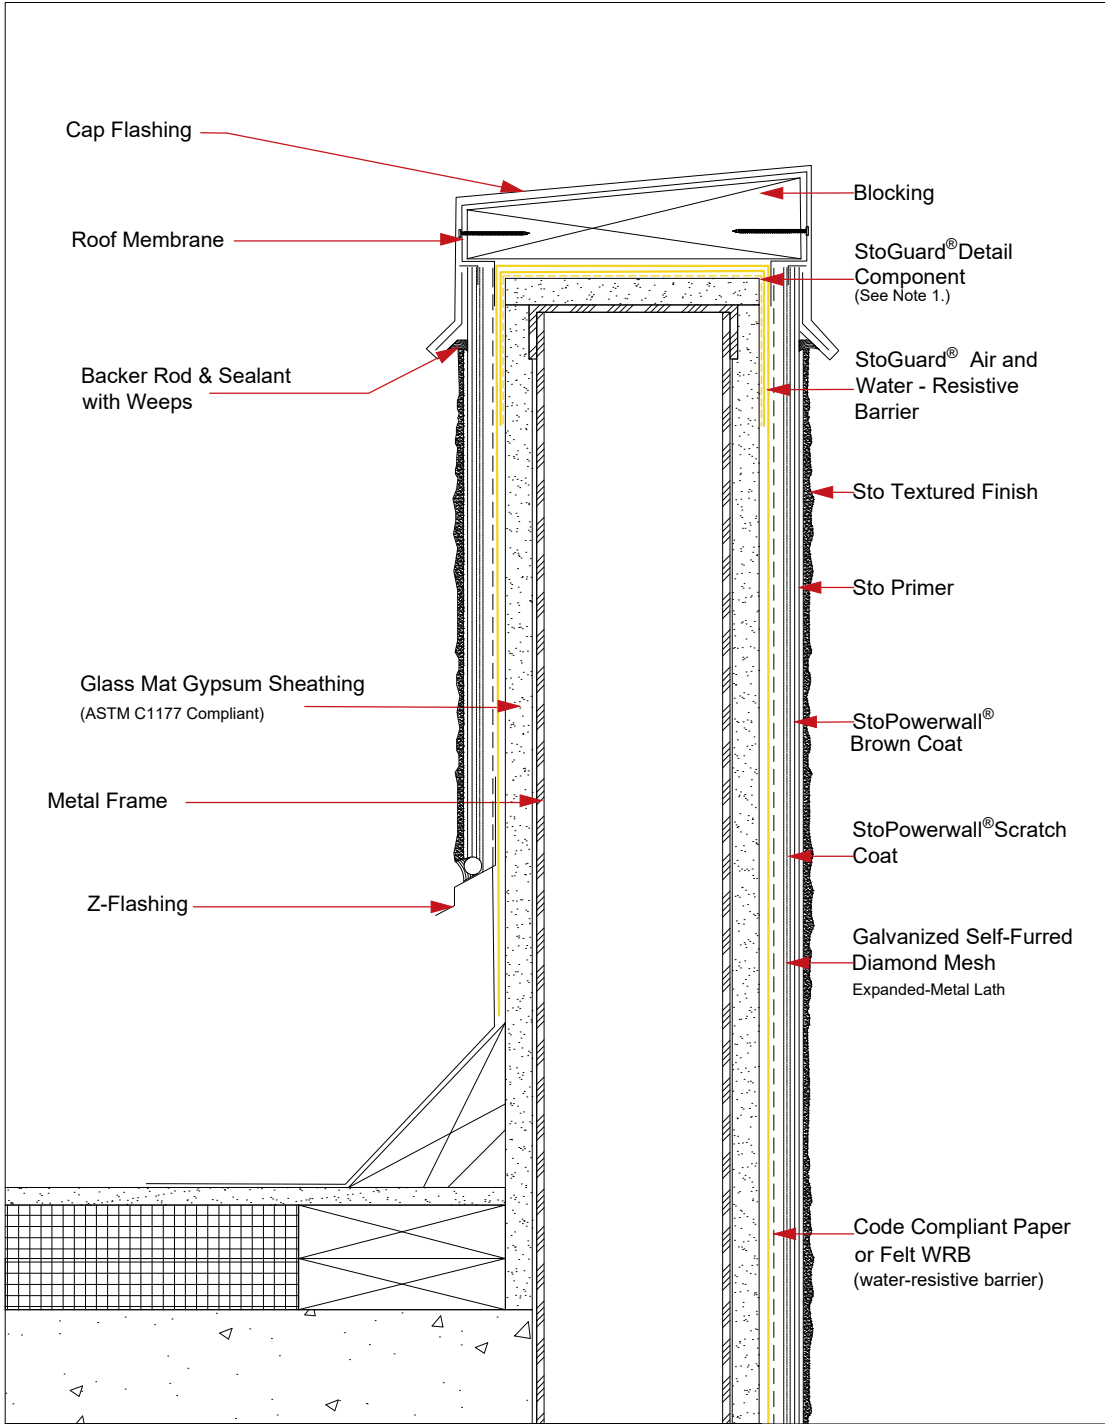 Cap Flashing
Roof Membrane
Backer Rod & Sealant
with Weeps
Glass Mat Gypsum Sheathing
(ASTM C1177 Compliant)
Metal Frame
Z-Flashing
Blocking
StoGuard® Detail
Component
(See Note 1.)
StoGuard® Air and
Water - Resistive
Barrier
Sto Textured Finish
Sto Primer
StoPowerwall®
Brown Coat
StoPowerwall® Scratch
Coat
Galvanized Self-Furred
Diamond Mesh
Expanded-Metal Lath
Code Compliant Paper
or Felt WRB
(water-resistive barrier)